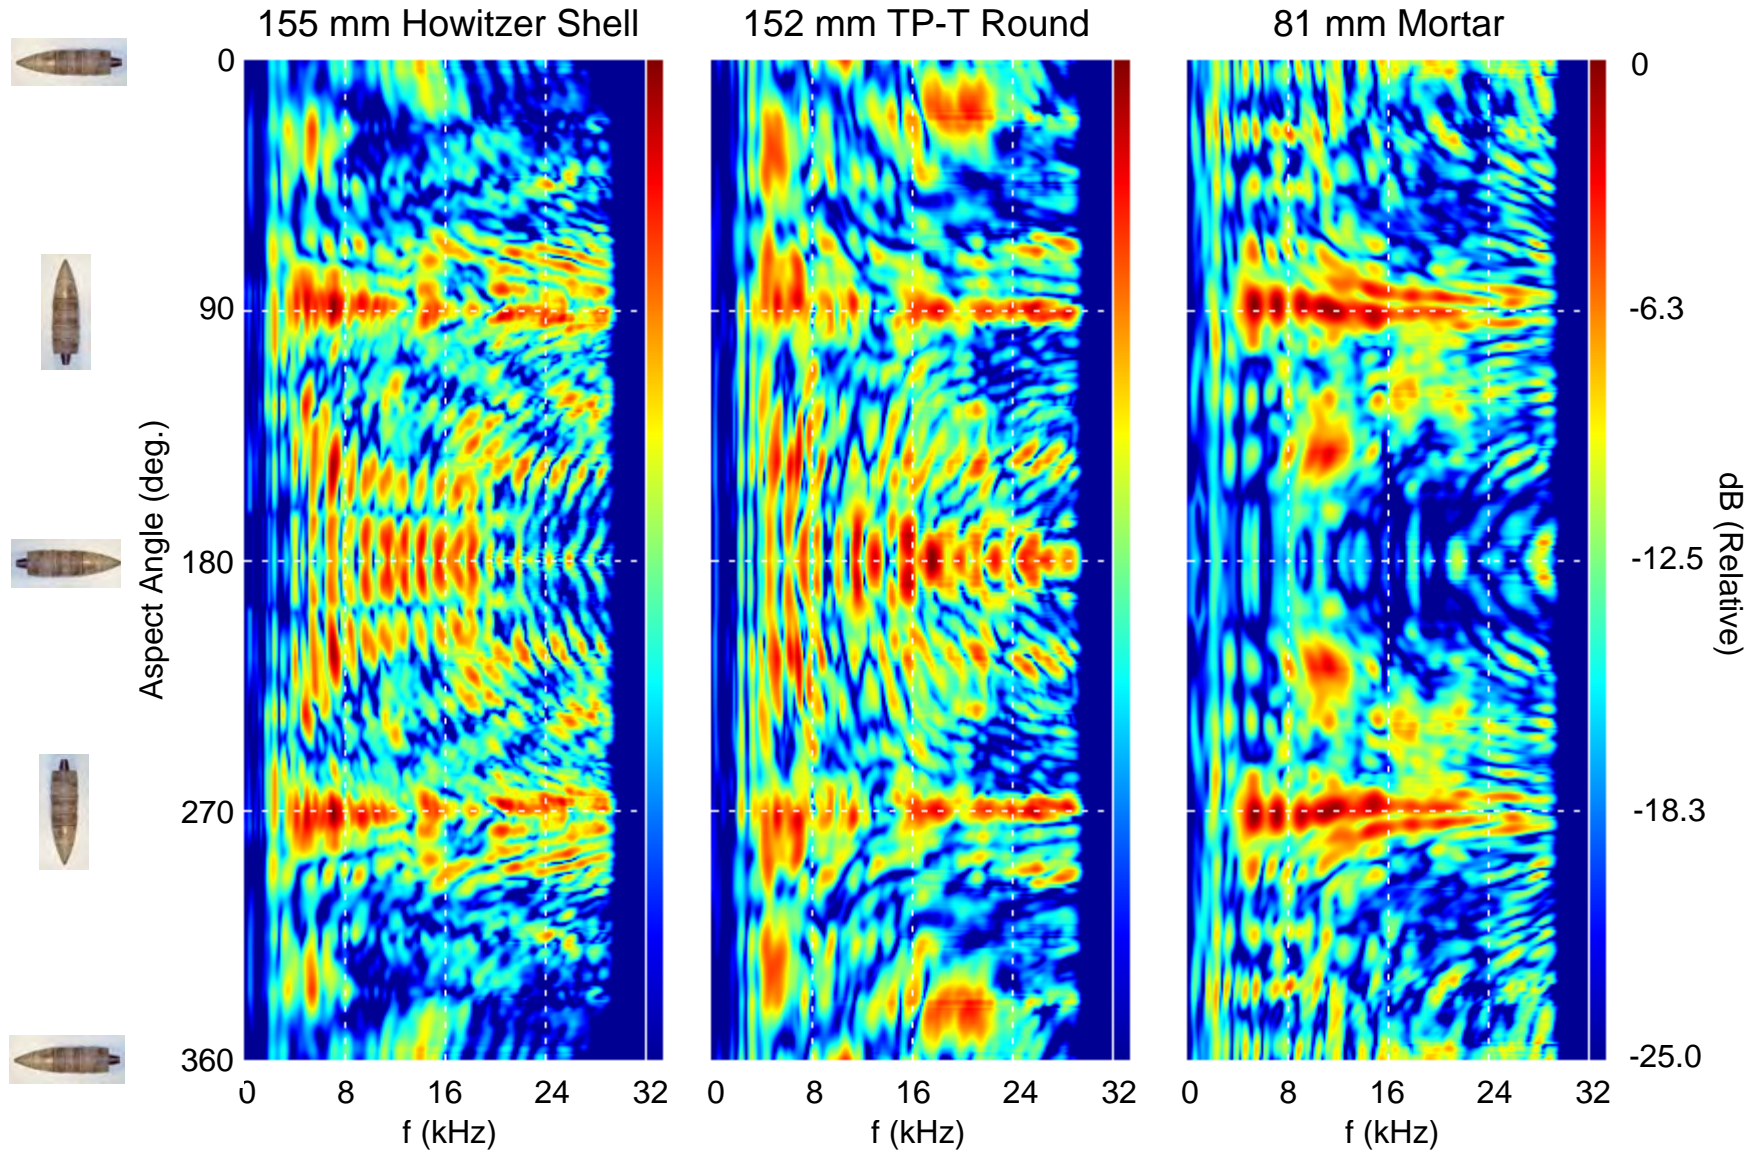 155 mm Howitzer Shell
152 mm TP-T Round
81 mm Mortar
Aspect Angle (deg.)
0
90
180
270
360
0
-6.3
-12.5
-18.3
-25.0
dB (Relative)
0 8 16 24 32
0 8 16 24 32
0 8 16 24 32
f (kHz)
f (kHz)
f (kHz)